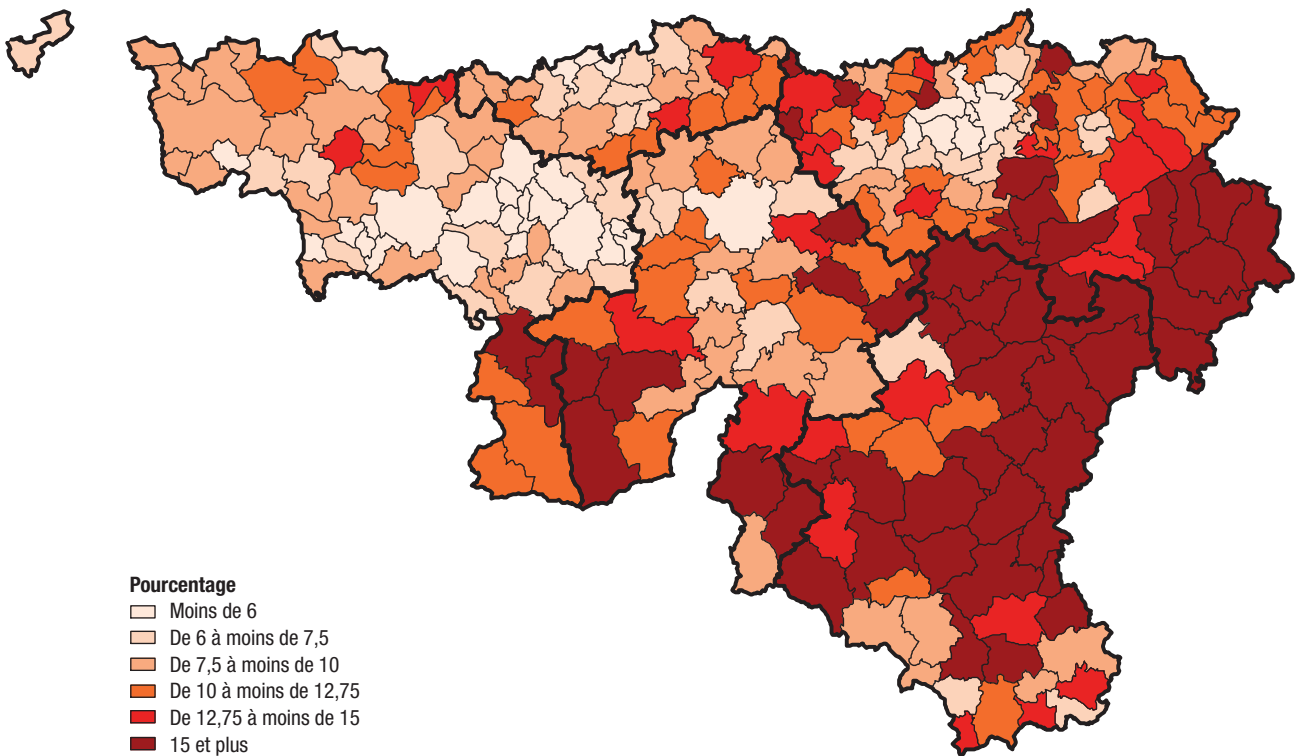 Pourcentage
Moins de 6
De 6 à moins de 7,5
De 7,5 à moins de 10
De 10 à moins de 12,75
De 12,75 à moins de 15
15 et plus